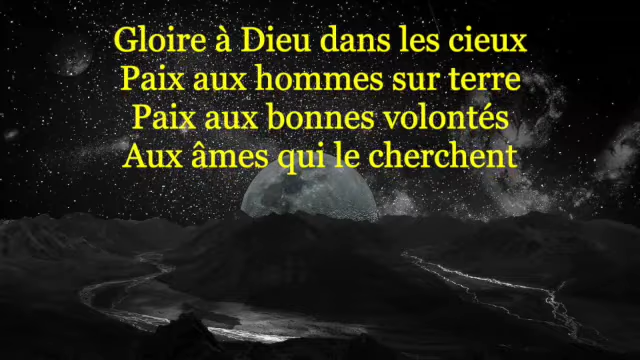 Gloire à Dieu dans les cieux
Paix aux hommes sur terre
Paix aux bonnes volontés
Aux âmes qui le cherchent